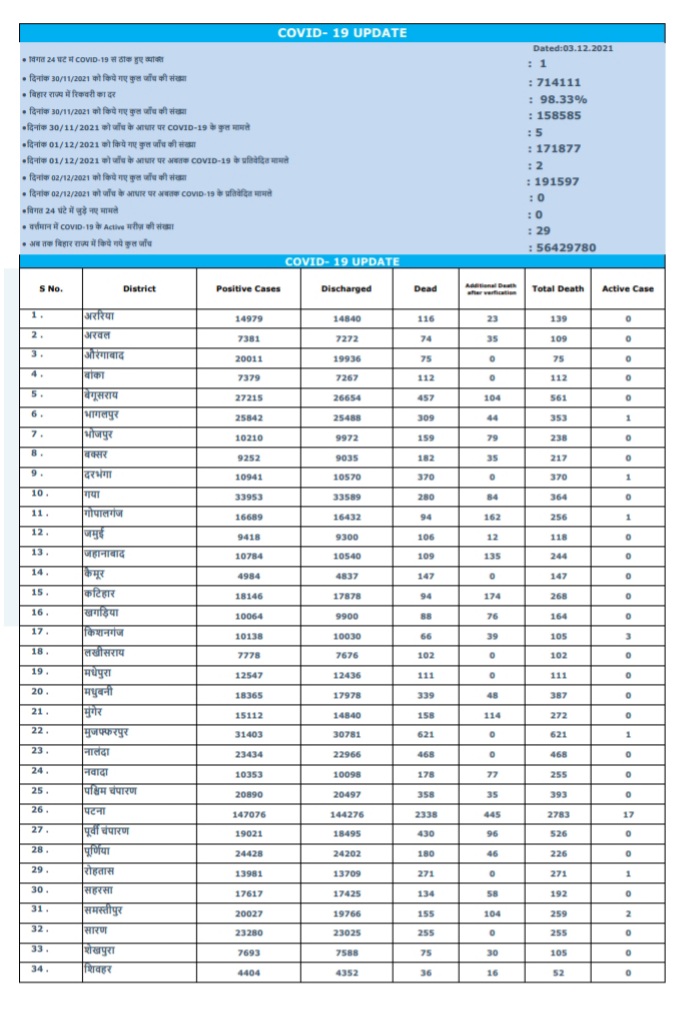 COVID- 19 UPDATE
Dated:03.12.2021
• विगत 24 घंटे में COVID-19 से ठीक हुए व्यक्ति : 1
• दिनांक 30/11/2021 को किये गए कुल जाँच की संख्या : 714111
• बिहार राज्य में रिकवरी का दर : 98.33%
• दिनांक 30/11/2021 को किये गए कुल जाँच की संख्या : 158585
•दिनांक 30/11/2021 को जाँच के आधार पर COVID-19 के कुल मामले : 5
•दिनांक 01/12/2021 को किये गए कुल जाँच की संख्या : 171877
•दिनांक 01/12/2021 को जाँच के आधार पर अबतक COVID-19 के प्रतिवेदित मामले : 2
• दिनांक 02/12/2021 को किये गए कुल जाँच की संख्या : 191597
• दिनांक 02/12/2021 को जाँच के आधार पर अबतक COVID-19 के प्रतिवेदित मामले : 0
•विगत 24 घंटे में जुड़े नए मामले : 0
• वर्त्तमान में COVID-19 के Active मरीज की संख्या : 29
• अब तक बिहार राज्य में किये गये कुल जाँच : 56429780
COVID- 19 UPDATE
S No. District Positive Cases Discharged Dead Additional Death after verification Total Death Active Case
1. अररिया 14979 14840 116 23 139 0
2. अरवल 7381 7272 74 35 109 0
3. औरंगाबाद 20011 19936 75 0 75 0
4. बांका 7379 7267 112 0 112 0
5. बेगूसराय 27215 26654 457 104 561 0
6. भागलपुर 25842 25488 309 44 353 1
7. भोजपुर 10210 9972 159 79 238 0
8. बक्सर 9252 9035 182 35 217 0
9. दरभंगा 10941 10570 370 0 370 1
10. गया 33953 33589 280 84 364 0
11. गोपालगंज 16689 16432 94 162 256 1
12. जमुई 9418 9300 106 12 118 0
13. जहानाबाद 10784 10540 109 135 244 0
14. कैमूर 4984 4837 147 0 147 0
15. कटिहार 18146 17878 94 174 268 0
16. खगड़िया 10064 9900 88 76 164 0
17. किशनगंज 10138 10030 66 39 105 3
18. लखीसराय 7778 7676 102 0 102 0
19. मधेपुरा 12547 12436 111 0 111 0
20. मधुबनी 18365 17978 339 48 387 0
21. मुंगेर 15112 14840 158 114 272 0
22. मुजफ्फरपुर 31403 30781 621 0 621 1
23. नालंदा 23434 22966 468 0 468 0
24. नवादा 10353 10098 178 77 255 0
25. पश्चिम चंपारण 20890 20497 358 35 393 0
26. पटना 147076 144276 2338 445 2783 17
27. पूर्वी चंपारण 19021 18495 430 96 526 0
28. पूर्णिया 24428 24202 180 46 226 0
29. रोहतास 13981 13709 271 0 271 1
30. सहरसा 17617 17425 134 58 192 0
31. समस्तीपुर 20027 19766 155 104 259 2
32. सारण 23280 23025 255 0 255 0
33. शेखपुरा 7693 7588 75 30 105 0
34. शिवहर 4404 4352 36 16 52 0